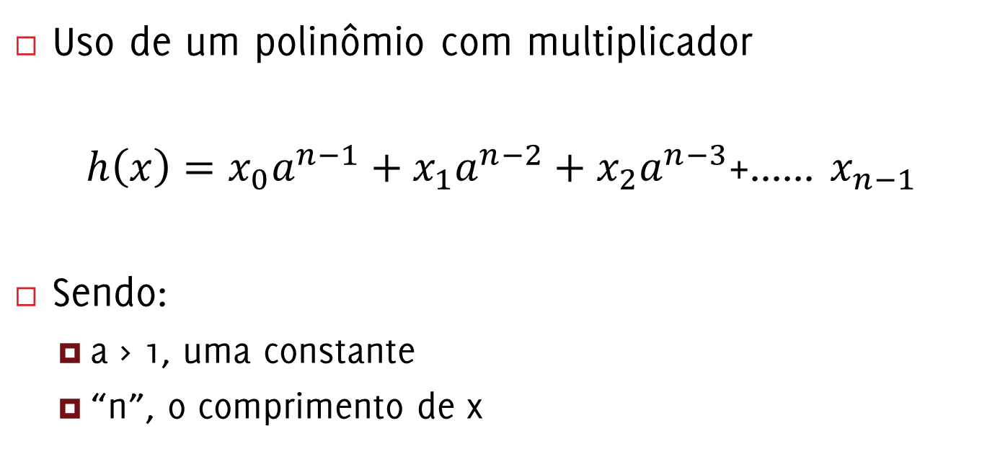 Uso de um polinômio com multiplicador
h(x) = x₀aⁿ⁻¹ + x₁aⁿ⁻² + x₂aⁿ⁻³+...... xₙ₋₁
Sendo:
a > 1, uma constante
“n”, o comprimento de x